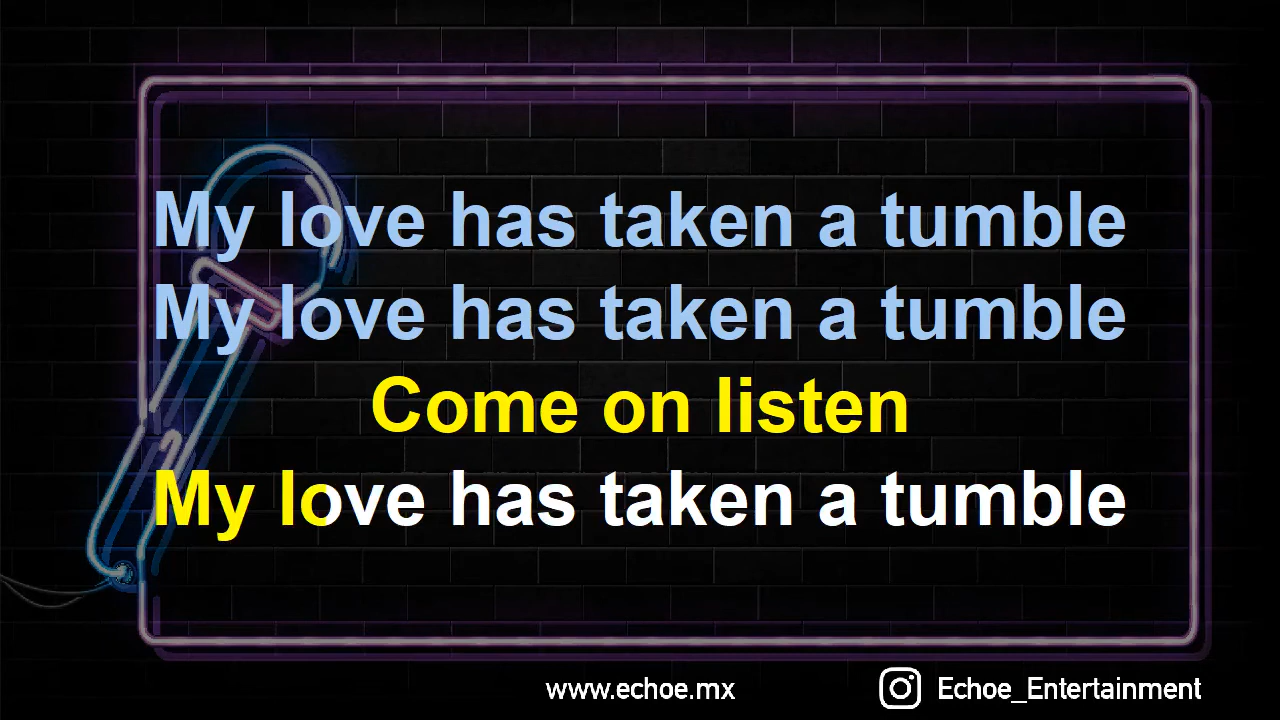 My love has taken a tumble
My love has taken a tumble
Come on listen
My love has taken a tumble
www.echoe.mx
Echoe_Entertainment